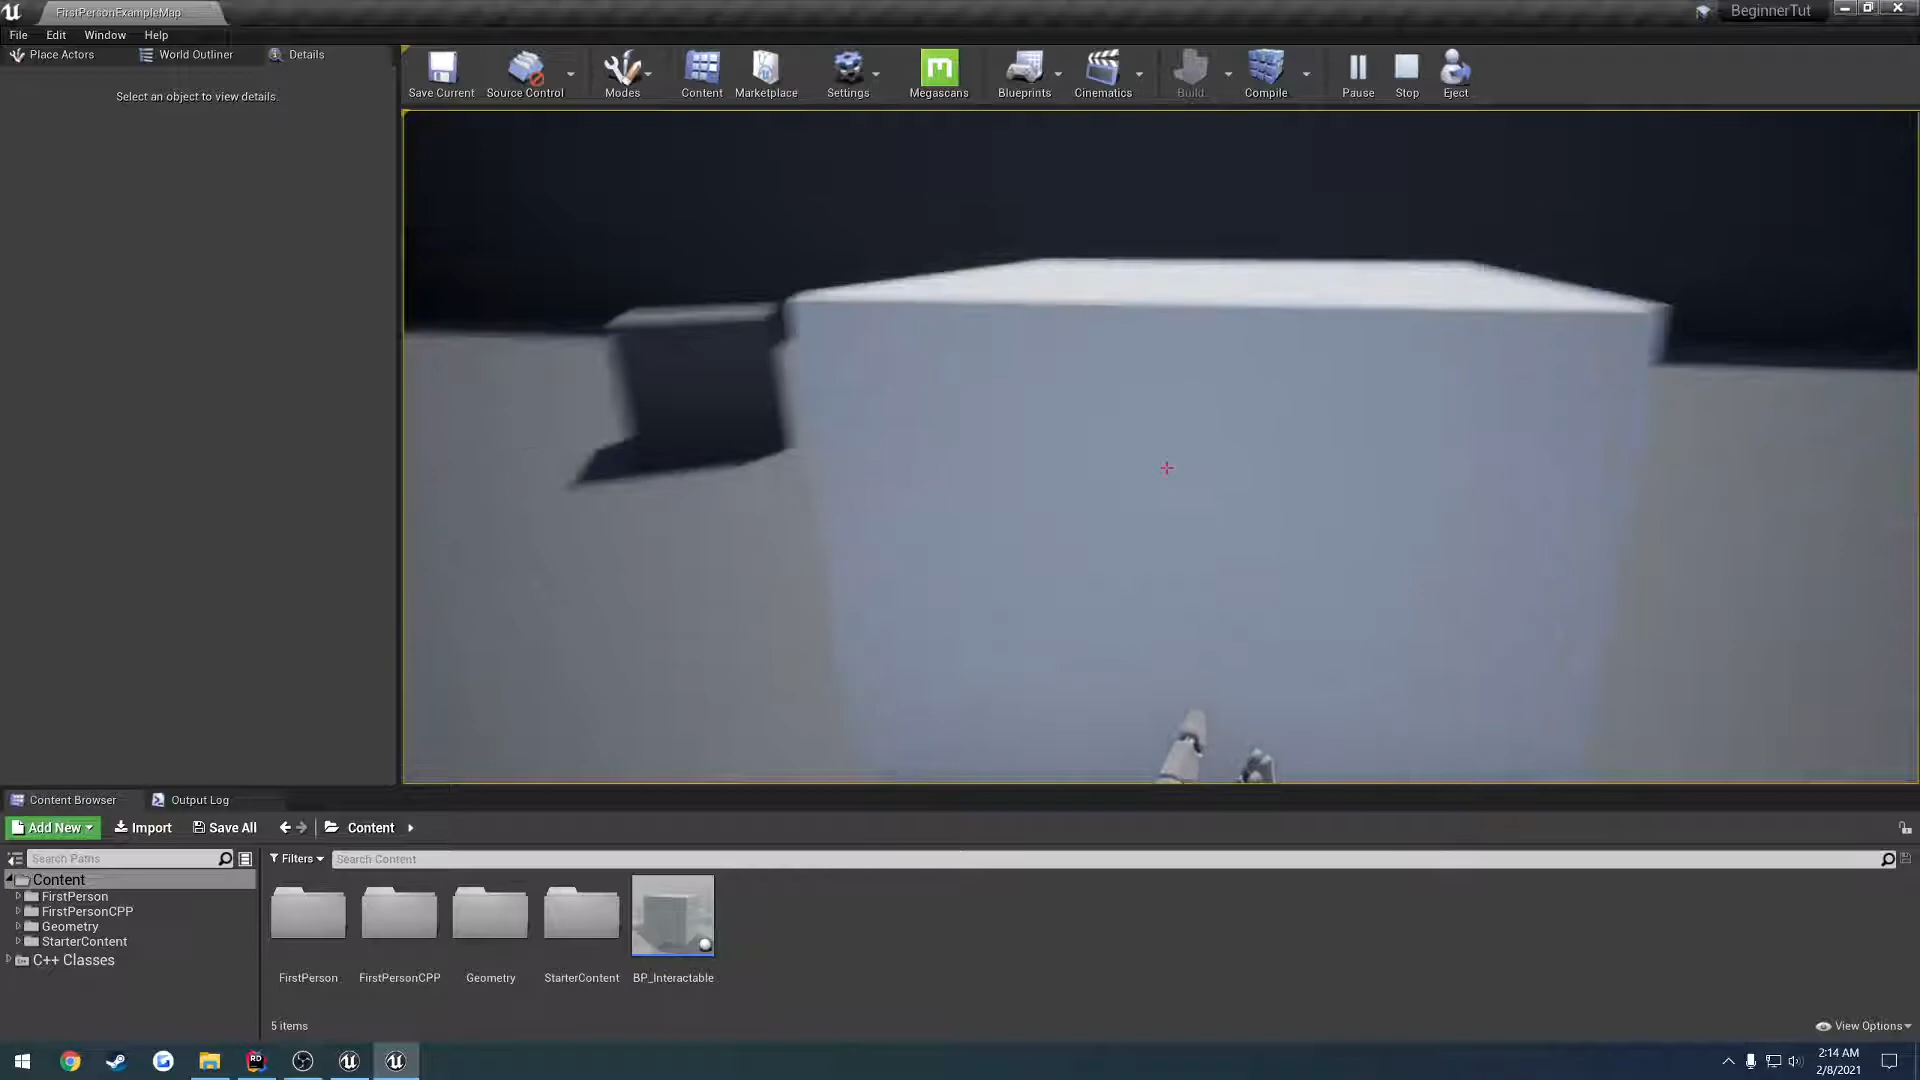 FirstPersonExampleMap
BeginnerTut
File Edit Window Help
Place Actors World Outliner Details
Select an object to view details.
Save Current Source Control Modes Content Marketplace Settings Megascans Blueprints Cinematics Build Compile Pause Stop Eject
Content Browser Output Log
Add New Import Save All Content
Search Paths
Filters Search Content
Content
FirstPerson
FirstPersonCPP
Geometry
StarterContent
C++ Classes
FirstPerson FirstPersonCPP Geometry StarterContent BP_Interactable
5 items
View Options
RD
2:14 AM
2/8/2021